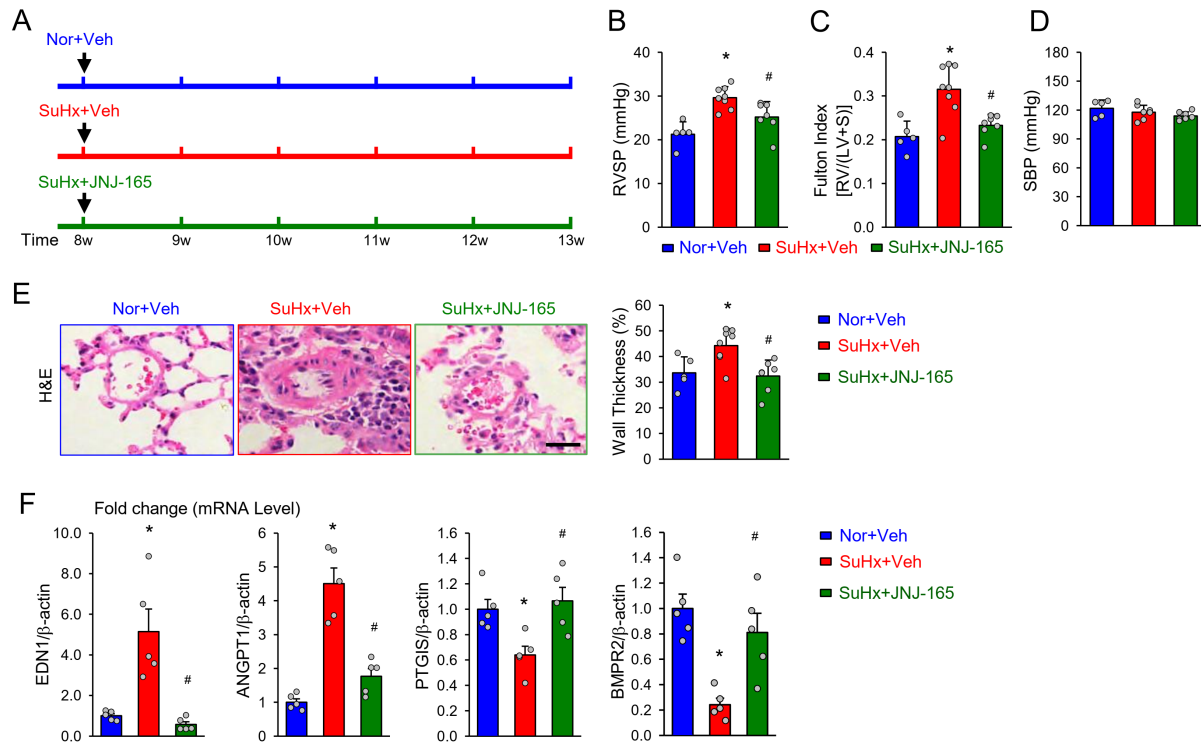 A
Nor+Veh
SuHx+Veh
SuHx+JNJ-165
Time
8w 9w 10w 11w 12w 13w
B
RVSP (mmHg)
40
30
20
10
0
*
#
C
Fulton Index
[RV/(LV+S)]
0.4
0.3
0.2
0.1
0.0
*
#
D
SBP (mmHg)
180
150
120
90
60
30
0
Nor+Veh SuHx+Veh SuHx+JNJ-165
E
Nor+Veh SuHx+Veh SuHx+JNJ-165
H&E
Wall Thickness (%)
60
50
40
30
20
10
0
*
#
Nor+Veh
SuHx+Veh
SuHx+JNJ-165
F
Fold change (mRNA Level)
EDN1/β-actin
10.0
8.0
6.0
4.0
2.0
0.0
*
#
ANGPT1/β-actin
6
5
4
3
2
1
0
*
#
PTGIS/β-actin
1.6
1.4
1.2
1.0
0.8
0.6
0.4
0.2
0.0
*
#
BMPR2/β-actin
1.6
1.4
1.2
1.0
0.8
0.6
0.4
0.2
0.0
*
#
Nor+Veh
SuHx+Veh
SuHx+JNJ-165